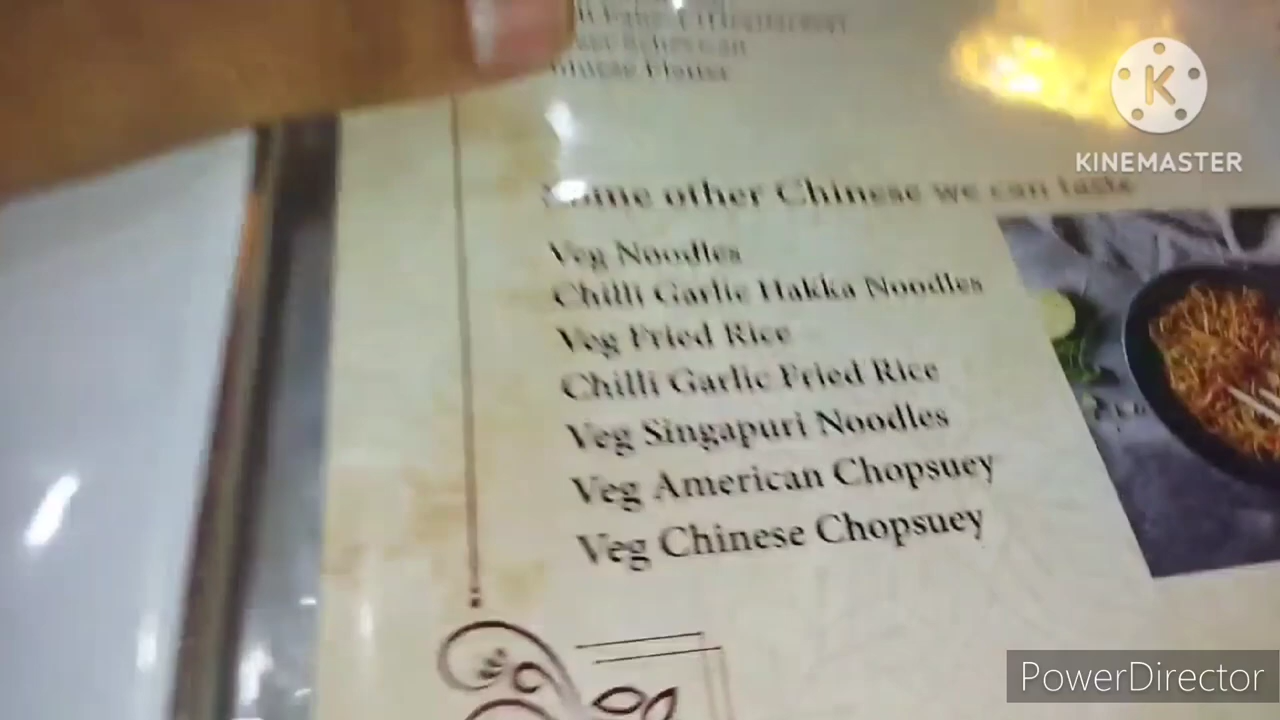 KINEMASTER
Some other Chinese we can taste
Veg Noodles
Chilli Garlic Hakka Noodles
Veg Fried Rice
Chilli Garlic Fried Rice
Veg Singapuri Noodles
Veg American Chopsuey
Veg Chinese Chopsuey
PowerDirector